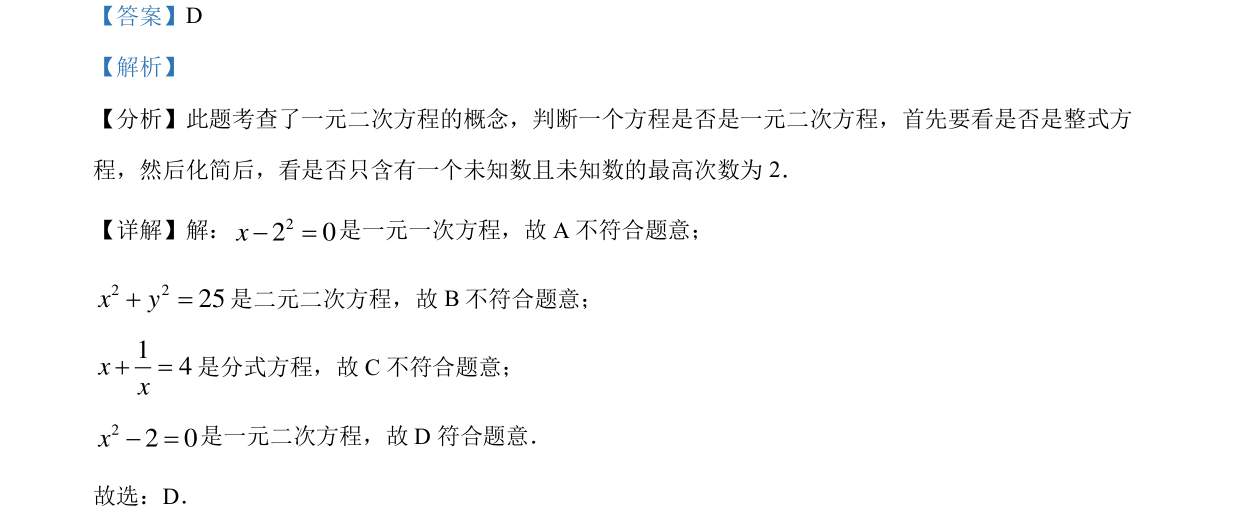 【答案】D
【解析】
【分析】此题考查了一元二次方程的概念，判断一个方程是否是一元二次方程，首先要看是否是整式方
程，然后化简后，看是否只含有一个未知数且未知数的最高次数为 2．
【详解】解：x－2²＝0是一元一次方程，故 A 不符合题意；
x²＋y²＝25是二元二次方程，故 B 不符合题意；
x＋1/x＝4 是分式方程，故 C 不符合题意；
x²－2＝0是一元二次方程，故 D 符合题意．
故选：D．